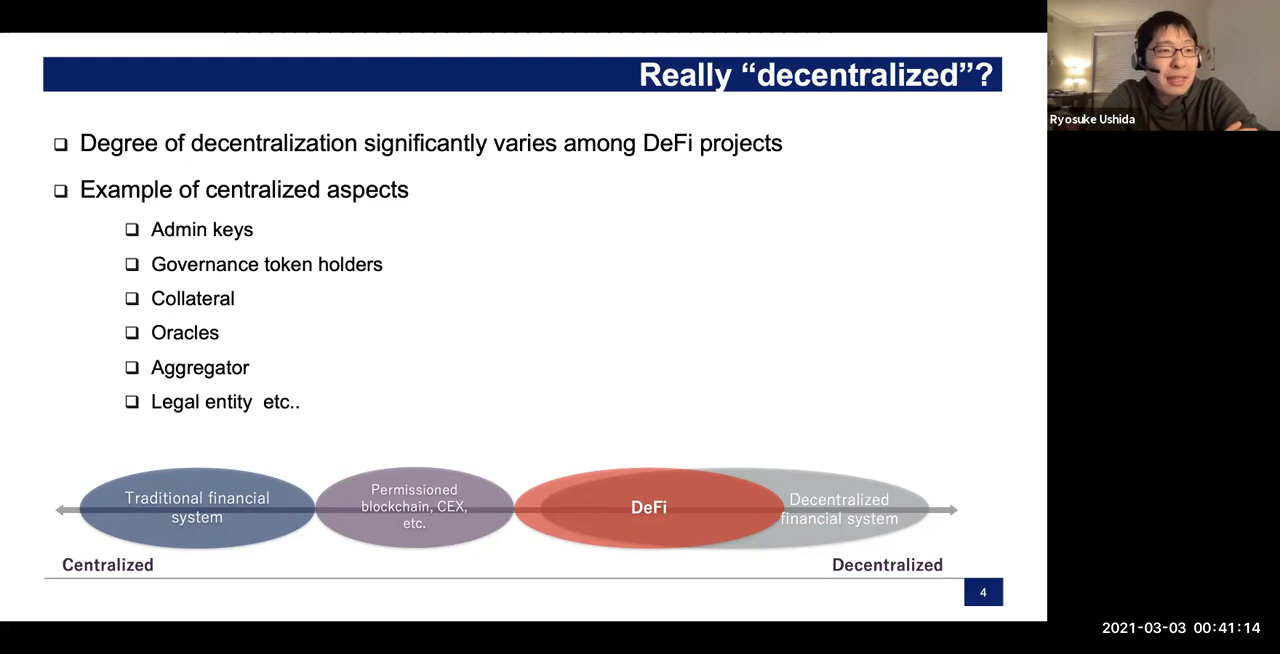 Really “decentralized”?
Ryosuke Ushida
Degree of decentralization significantly varies among DeFi projects
Example of centralized aspects
Admin keys
Governance token holders
Collateral
Oracles
Aggregator
Legal entity etc..
Traditional financial
system
Permissioned
blockchain, CEX,
etc.
DeFi
Decentralized
financial system
Centralized
Decentralized
4
2021-03-03 00:41:14